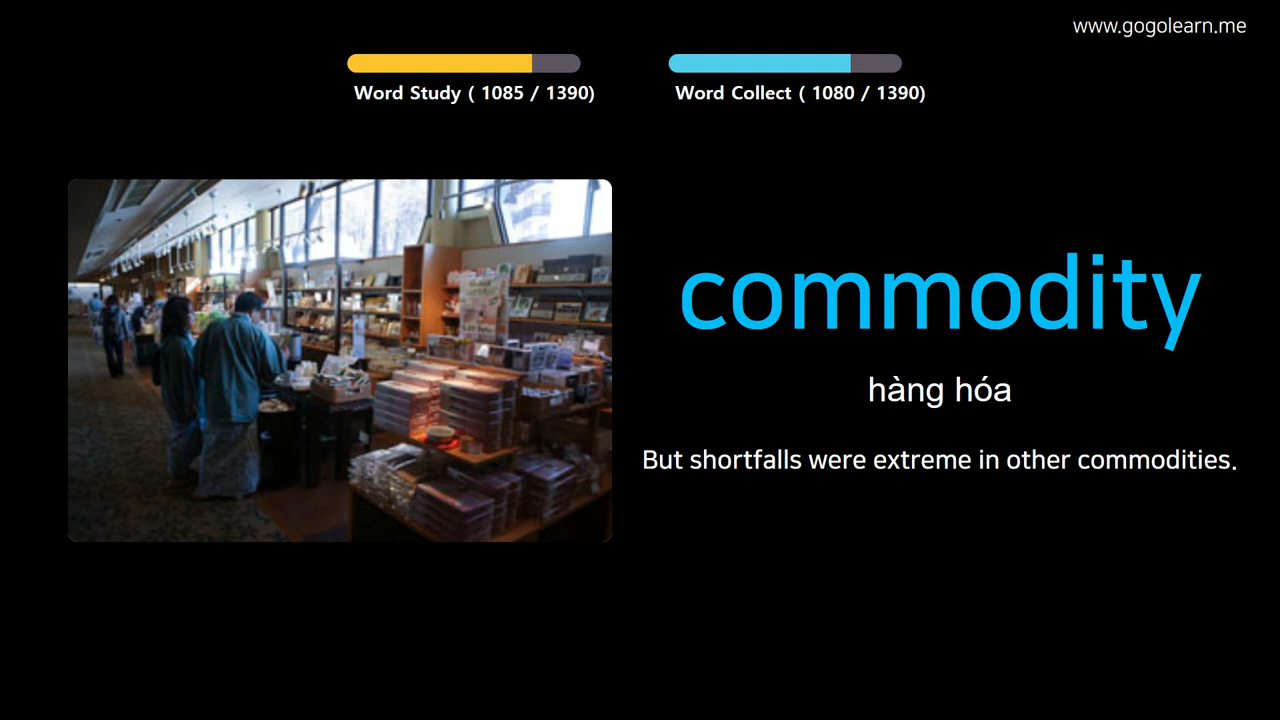 www.gogolearn.me
Word Study ( 1085 / 1390)
Word Collect ( 1080 / 1390)
commodity
hàng hóa
But shortfalls were extreme in other commodities.